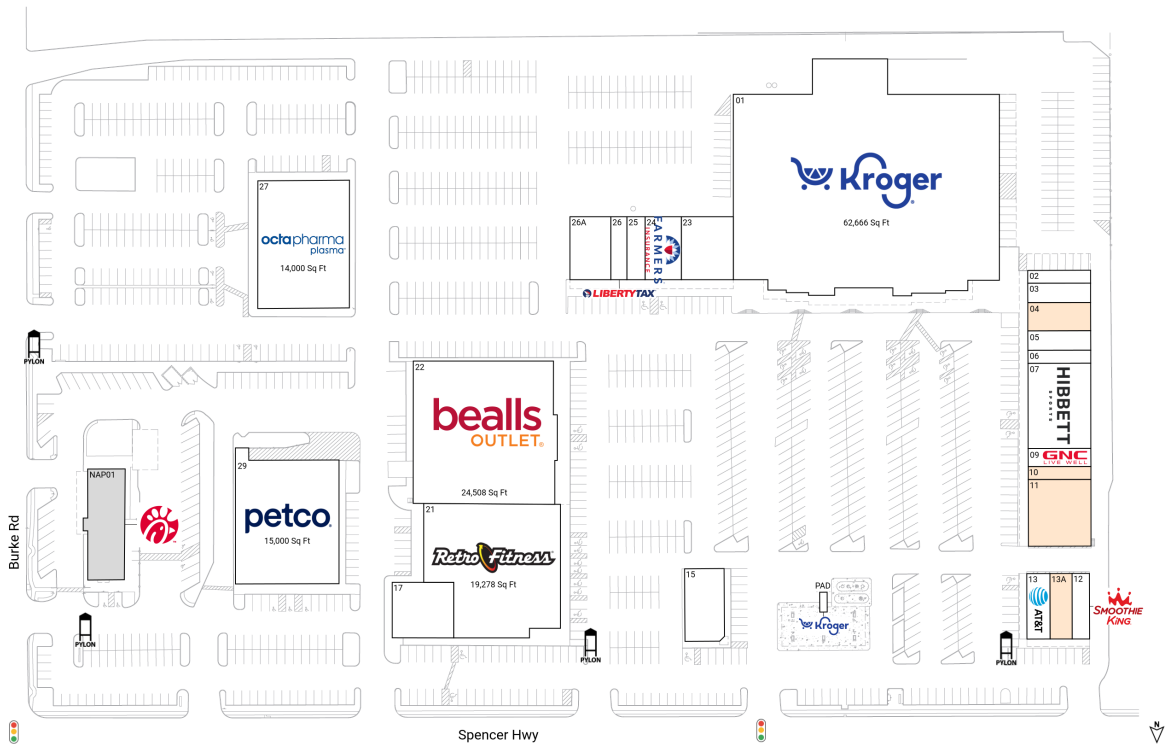 01
Kroger
62,666 Sq Ft
27
octapharma
plasma
14,000 Sq Ft
26A
26
25
24
23
FARMERS
INSURANCE
LIBERTYTAX
02
03
04
05
06
07
HIBBETT
SPORTS
09
GNC
LIVE WELL
10
11
PYLON
22
bealls
OUTLET
24,508 Sq Ft
NAP01
29
petco
15,000 Sq Ft
21
Retro Fitness
19,278 Sq Ft
17
15
PAD
Kroger
13
13A
12
AT&T
SMOOTHIE
KING
PYLON
PYLON
PYLON
Burke Rd
Spencer Hwy
N